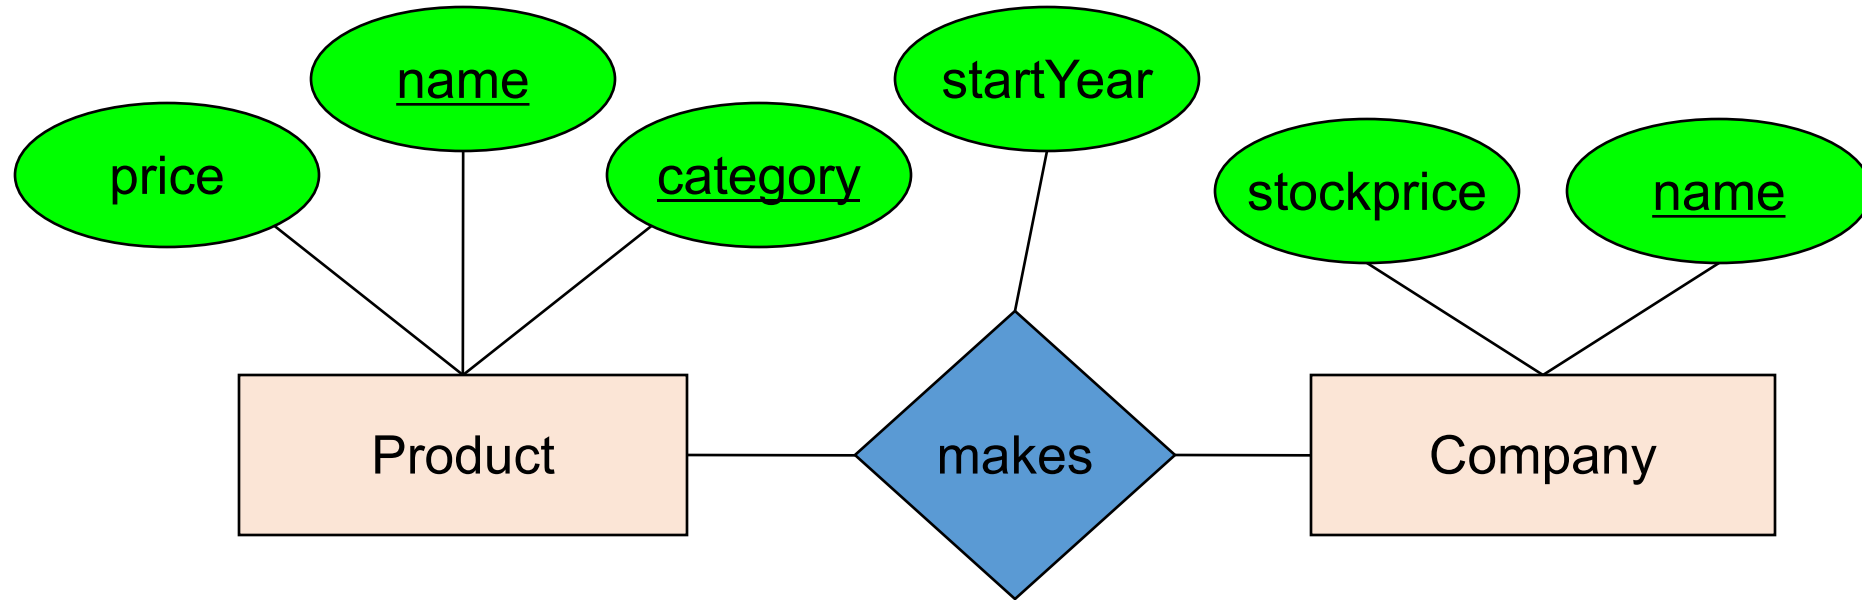 name
startYear
price
category
stockprice
name
Product
makes
Company